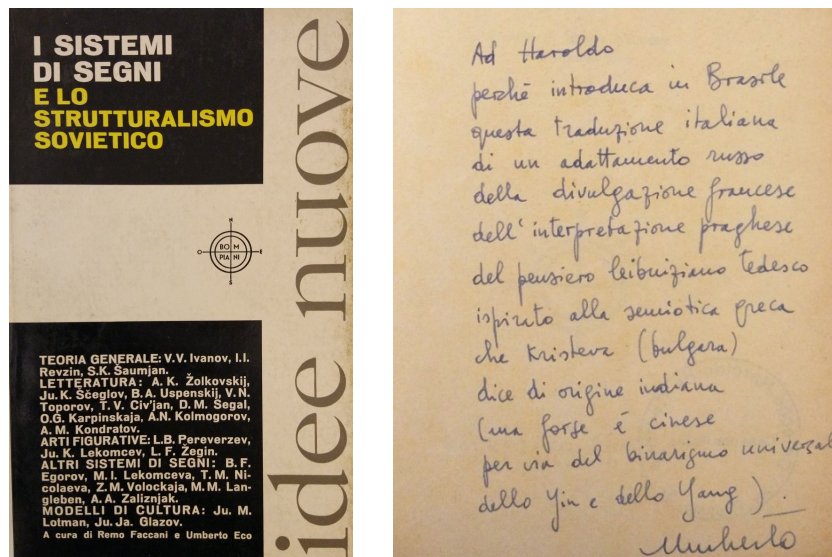 I SISTEMI
DI SEGNI
E LO
STRUTTURALISMO
SOVIETICO
idee nuove
N
O
BOM
PIANI
E
S
TEORIA GENERALE: V.V. Ivanov, I.I.
Revzin, S.K. Šaumjan.
LETTERATURA: A. K. Žolkovskij,
Ju. K. Ščeglov, B.A. Uspenskij, V.N.
Toporov, T. V. Civ'jan, D. M. Segal,
O.G. Karpinskaja, A.N. Kolmogorov,
A. M. Kondratov.
ARTI FIGURATIVE: L.B. Pereverzev,
Ju. K. Lekomcev, L. F. Žegin.
ALTRI SISTEMI DI SEGNI: B. F.
Egorov, M. I. Lekomceva, T. M. Ni-
colaeva, Z. M. Volockaja, M. M. Lan-
gleben, A. A. Zaliznjak.
MODELLI DI CULTURA: Ju. M.
Lotman, Ju. Ja. Glazov.
A cura di Remo Faccani e Umberto Eco
Ad Haroldo
perchè introduca in Brasile
questa traduzione italiana
di un adattamento russo
della divulgazione francese
dell'interpretazione praghese
del pensiero leibniziano tedesco
ispirato alla semiotica greca
che Kristeva (bulgara)
dice di origine indiana
(ma forse è cinese
per via del binarismo universal
dello Yin e dello Yang).
Umberto